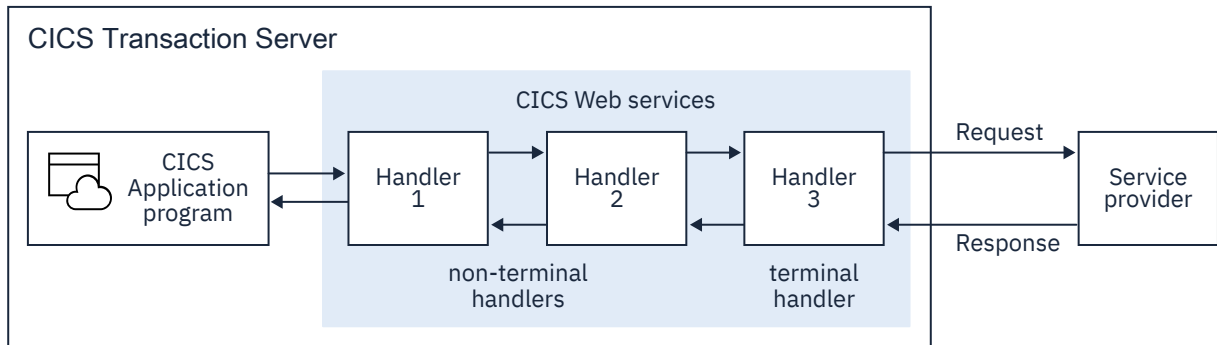 CICS Transaction Server
CICS Web services
CICS
Application
program
Handler
1
Handler
2
Handler
3
Request
Response
Service
provider
non-terminal
handlers
terminal
handler